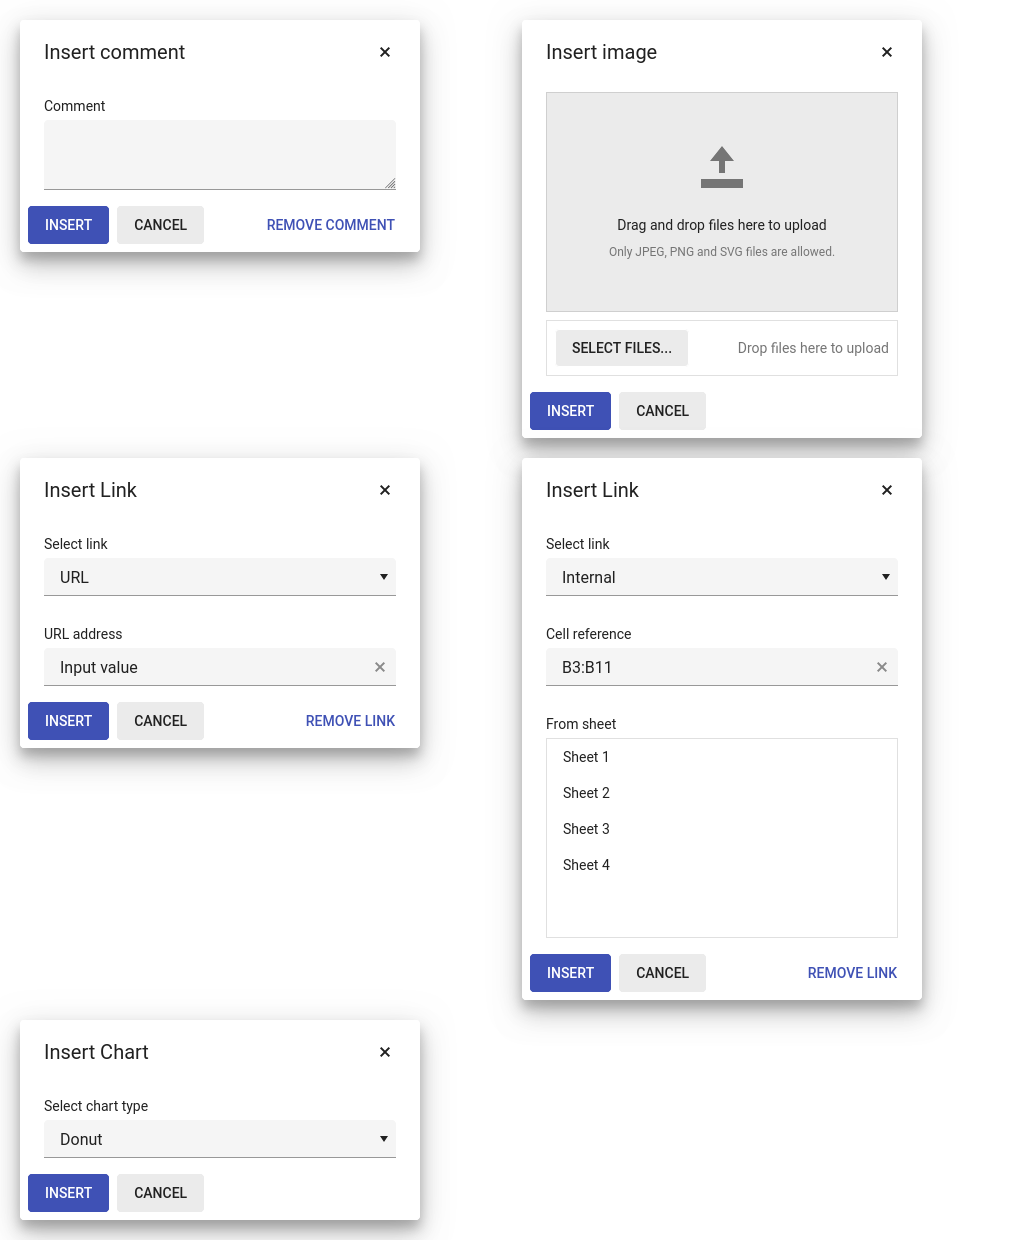 Insert comment
Comment
INSERT
CANCEL
REMOVE COMMENT
Insert image
Drag and drop files here to upload
Only JPEG, PNG and SVG files are allowed.
SELECT FILES...
Drop files here to upload
INSERT
CANCEL
Insert Link
Select link
URL
URL address
Input value
INSERT
CANCEL
REMOVE LINK
Insert Link
Select link
Internal
Cell reference
B3:B11
From sheet
Sheet 1
Sheet 2
Sheet 3
Sheet 4
INSERT
CANCEL
REMOVE LINK
Insert Chart
Select chart type
Donut
INSERT
CANCEL